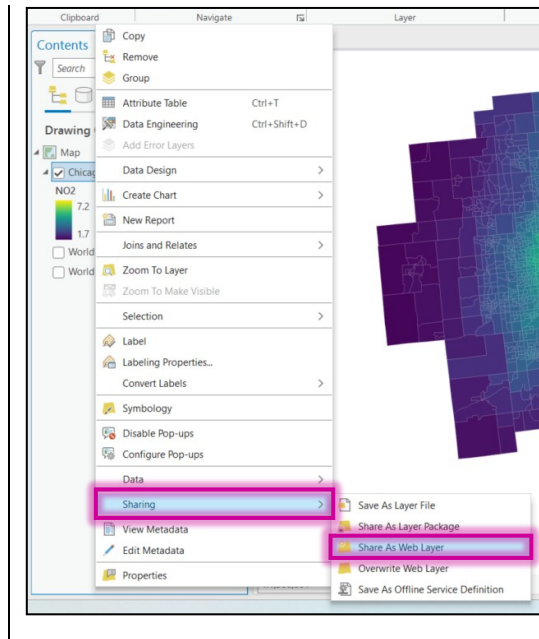 Clipboard Navigate Layer
Contents
Search
Drawing
Map
Chicag
NO2
7.2
1.7
World
World
Copy
Remove
Group
Attribute Table Ctrl+T
Data Engineering Ctrl+Shift+D
Add Error Layers
Data Design
Create Chart
New Report
Joins and Relates
Zoom To Layer
Zoom To Make Visible
Selection
Label
Labeling Properties...
Convert Labels
Symbology
Disable Pop-ups
Configure Pop-ups
Data
Sharing
View Metadata
Edit Metadata
Properties
Save As Layer File
Share As Layer Package
Share As Web Layer
Overwrite Web Layer
Save As Offline Service Definition